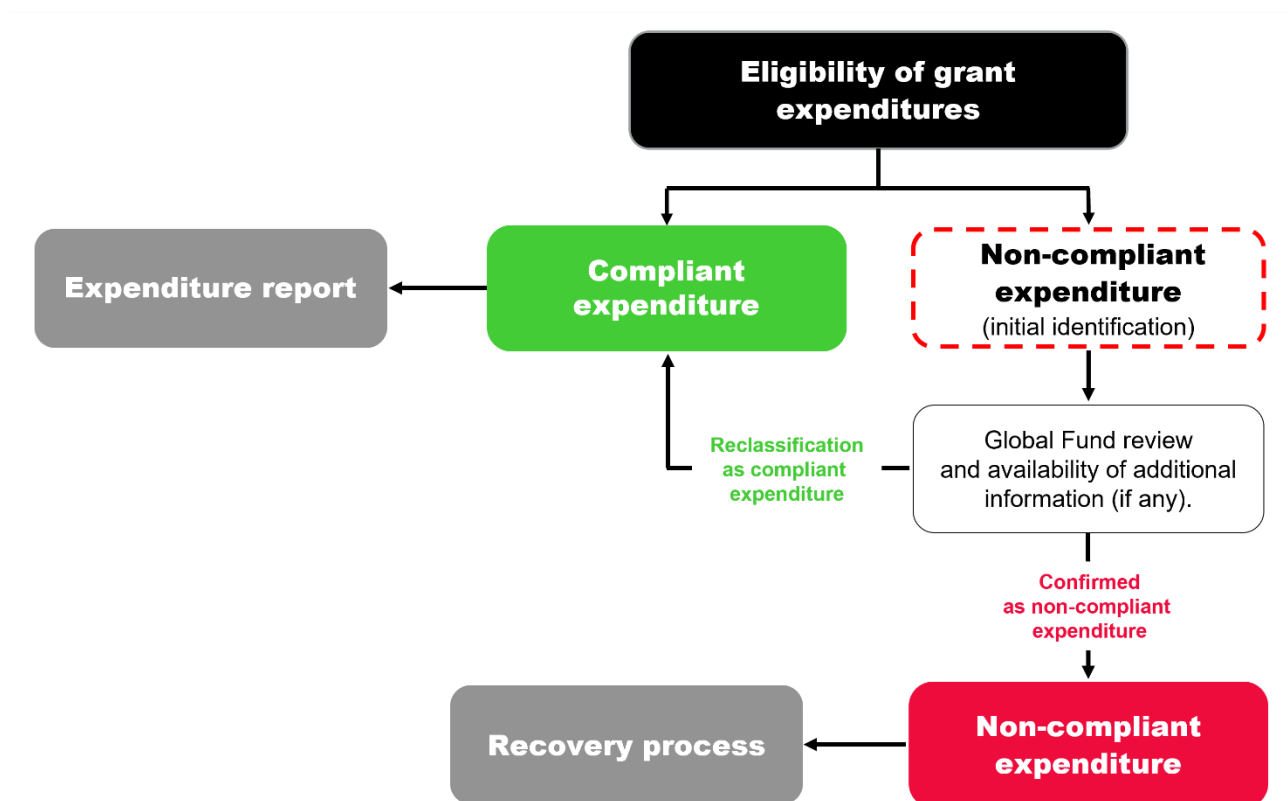 Eligibility of grant
expenditures
Expenditure report
Compliant
expenditure
Non-compliant
expenditure
(initial identification)
Reclassification
as compliant
expenditure
Global Fund review
and availability of additional
information (if any).
Confirmed
as non-compliant
expenditure
Recovery process
Non-compliant
expenditure